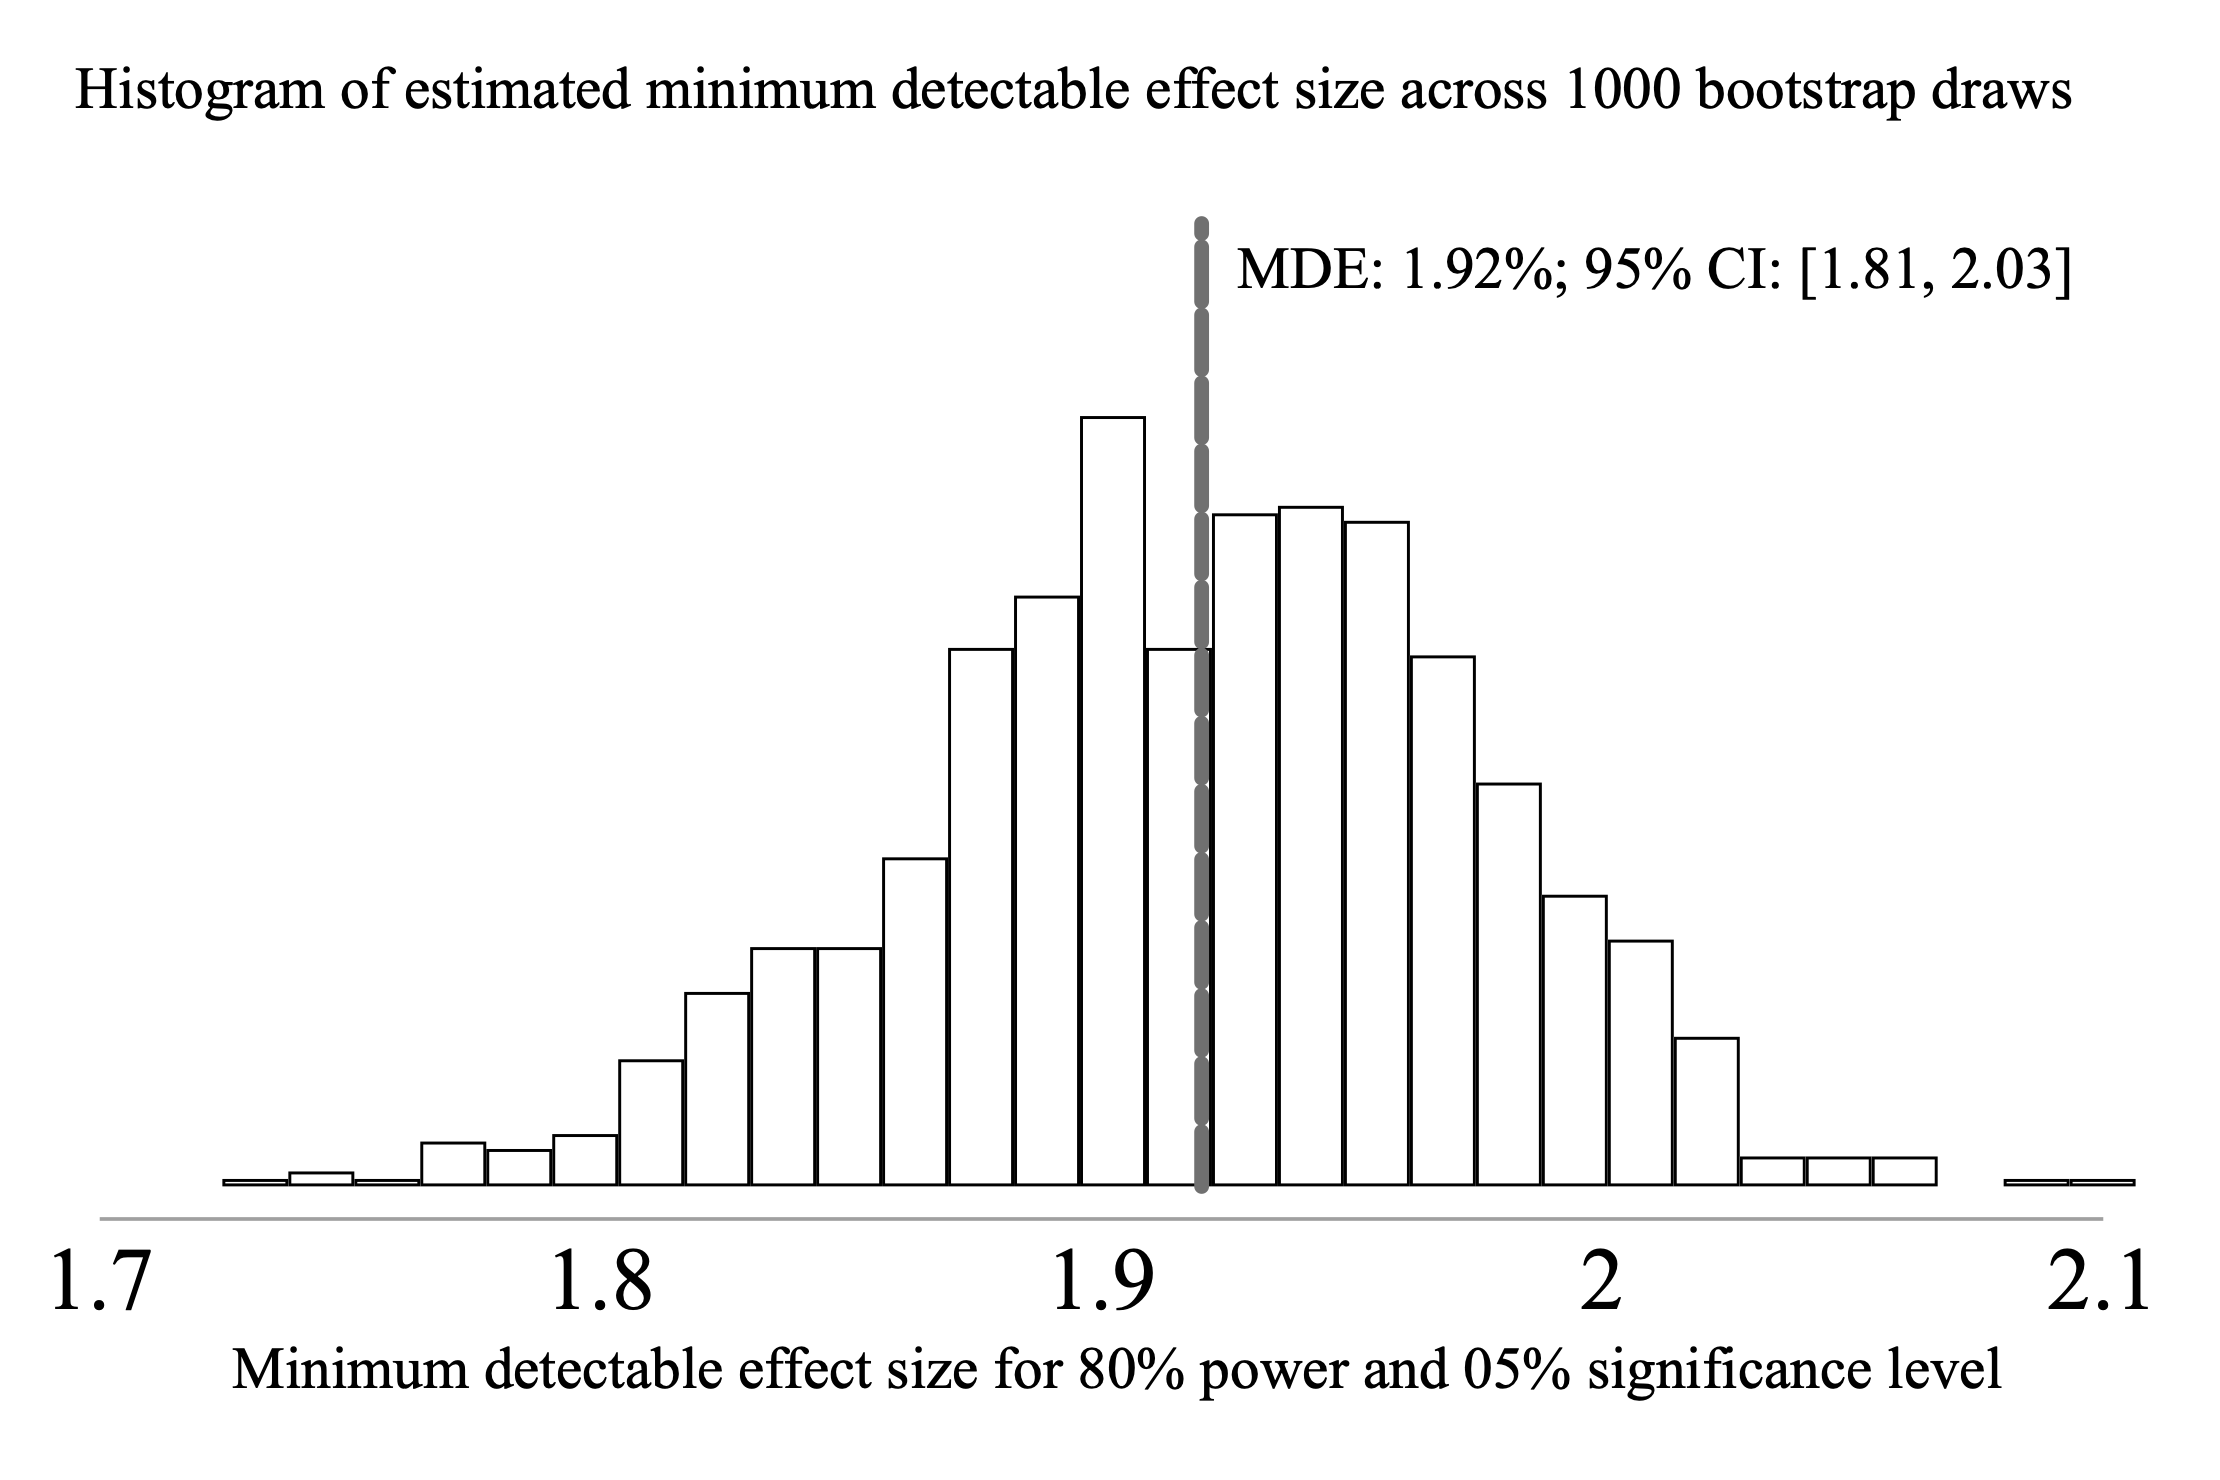 Histogram of estimated minimum detectable effect size across 1000 bootstrap draws
MDE: 1.92%; 95% CI: [1.81, 2.03]
1.7 1.8 1.9 2 2.1
Minimum detectable effect size for 80% power and 05% significance level